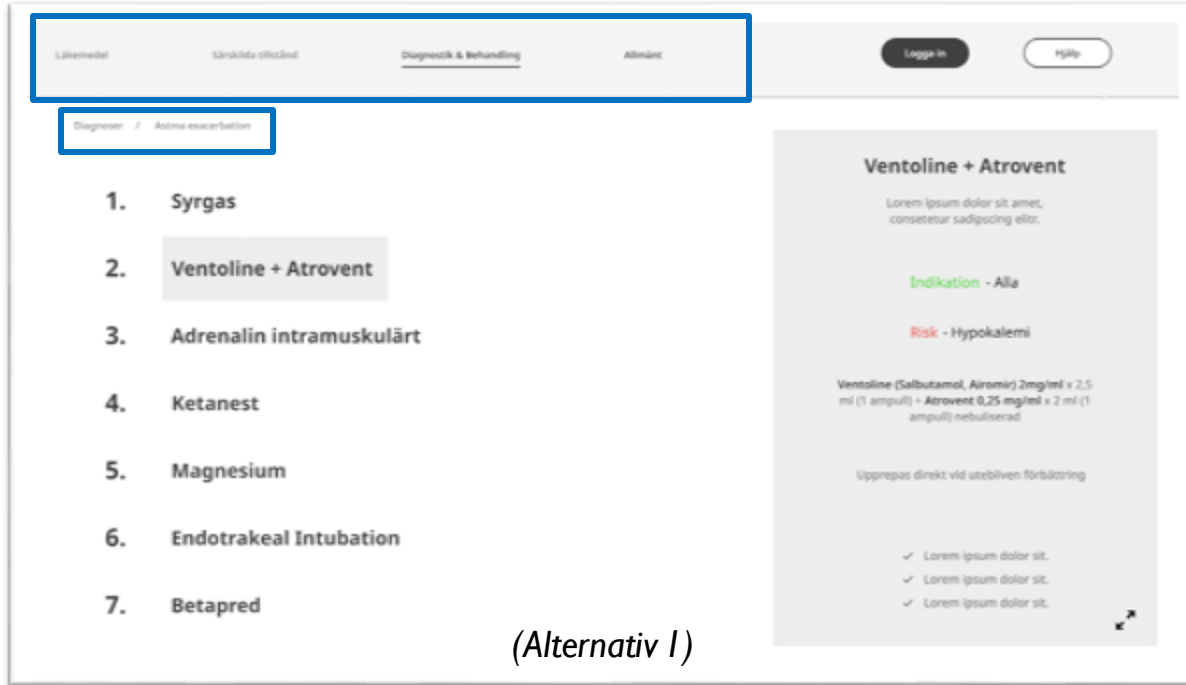 Läkemedel Särskilda tillstånd Diagnostik & Behandling Allmänt Logga in Hjälp
Diagnoser / Astma exacerbation
1. Syrgas
2. Ventoline + Atrovent
3. Adrenalin intramuskulärt
4. Ketanest
5. Magnesium
6. Endotrakeal Intubation
7. Betapred
Ventoline + Atrovent
Lorem ipsum dolor sit amet,
consetetur sadipscing elitr.
Indikation - Alla
Risk - Hypokalemi
Ventoline (Salbutamol, Airomir) 2mg/ml x 2,5
ml (1 ampull) + Atrovent 0,25 mg/ml x 2 ml (1
ampull) nebuliserad
Upprepas direkt vid utebliven förbättring
✓ Lorem ipsum dolor sit.
✓ Lorem ipsum dolor sit.
✓ Lorem ipsum dolor sit.
(Alternativ 1)